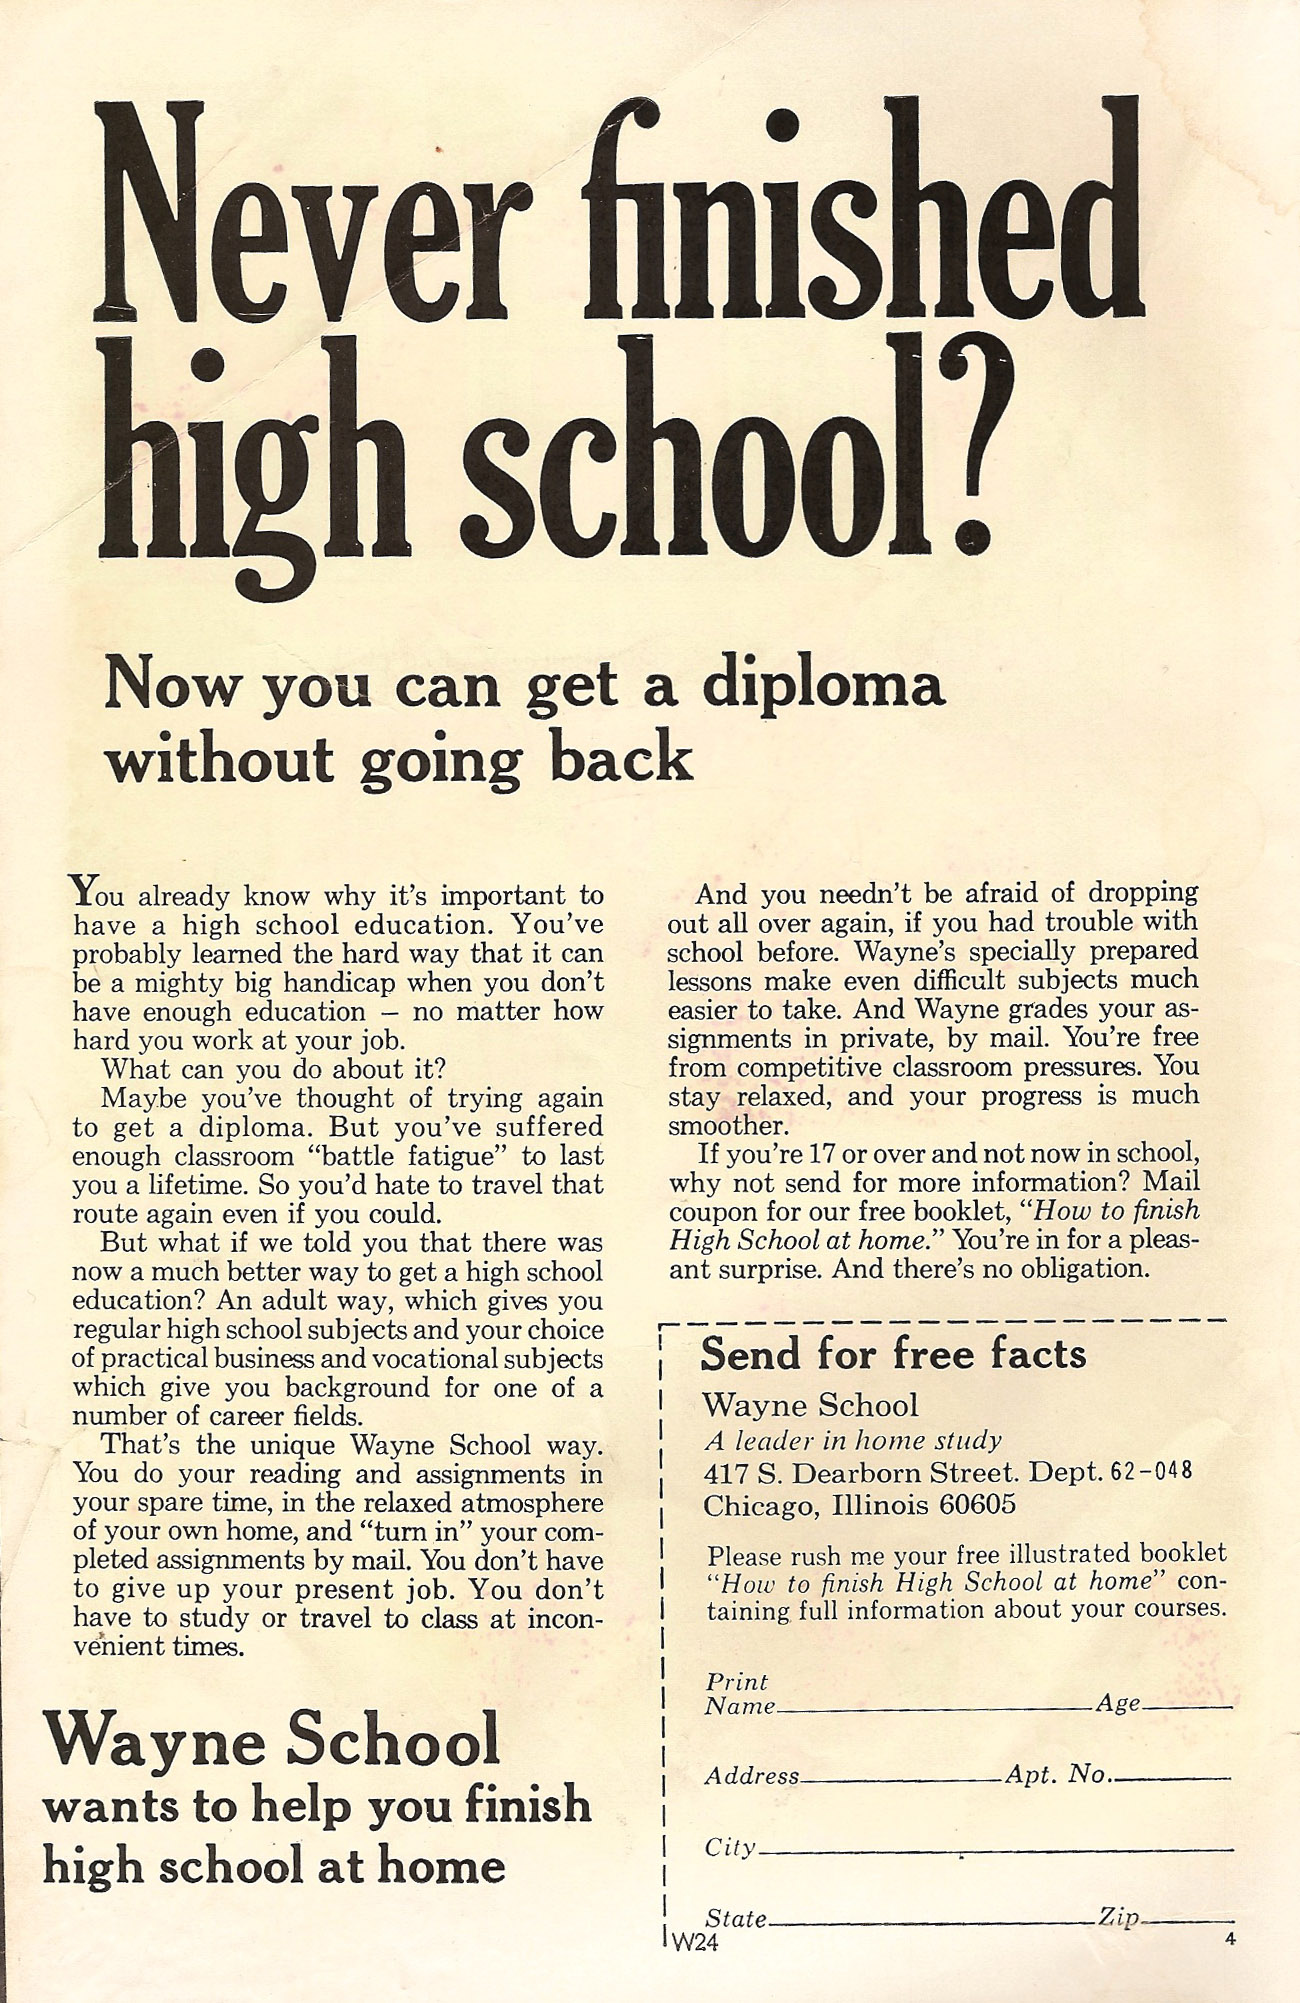 Never finished
high school?
Now you can get a diploma
without going back
You already know why it's important to
have a high school education. You've
probably learned the hard way that it can
be a mighty big handicap when you don't
have enough education – no matter how
hard you work at your job.
What can you do about it?
Maybe you've thought of trying again
to get a diploma. But you've suffered
enough classroom “battle fatigue” to last
you a lifetime. So you'd hate to travel that
route again even if you could.
But what if we told you that there was
now a much better way to get a high school
education? An adult way, which gives you
regular high school subjects and your choice
of practical business and vocational subjects
which give you background for one of a
number of career fields.
That's the unique Wayne School way.
You do your reading and assignments in
your spare time, in the relaxed atmosphere
of your own home, and “turn in” your com-
pleted assignments by mail. You don't have
to give up your present job. You don't
have to study or travel to class at incon-
venient times.
Wayne School
wants to help you finish
high school at home
And you needn't be afraid of dropping
out all over again, if you had trouble with
school before. Wayne's specially prepared
lessons make even difficult subjects much
easier to take. And Wayne grades your as-
signments in private, by mail. You're free
from competitive classroom pressures. You
stay relaxed, and your progress is much
smoother.
If you're 17 or over and not now in school,
why not send for more information? Mail
coupon for our free booklet, “How to finish
High School at home.” You're in for a pleas-
ant surprise. And there's no obligation.
Send for free facts
Wayne School
A leader in home study
417 S. Dearborn Street. Dept. 62-048
Chicago, Illinois 60605
Please rush me your free illustrated booklet
“How to finish High School at home” con-
taining full information about your courses.
Print
Name Age
Address Apt. No.
City
State Zip
W24 4